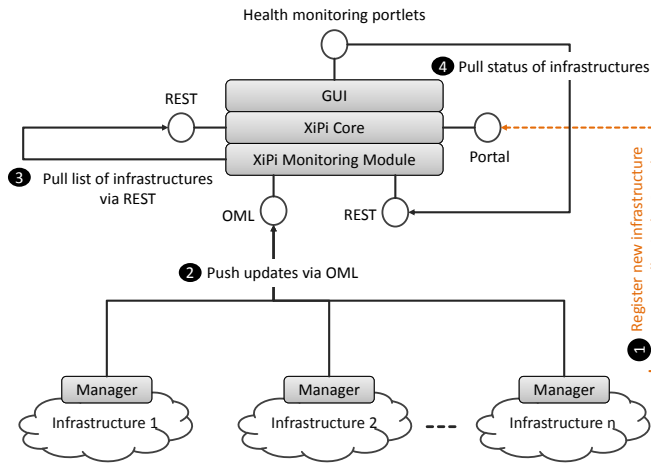 Health monitoring portlets
4 Pull status of infrastructures
GUI
REST
XiPi Core
Portal
XiPi Monitoring Module
3 Pull list of infrastructures
via REST
OML
REST
2 Push updates via OML
1 Register new infrastructure
Manager
Manager
Manager
Infrastructure 1
Infrastructure 2
Infrastructure n